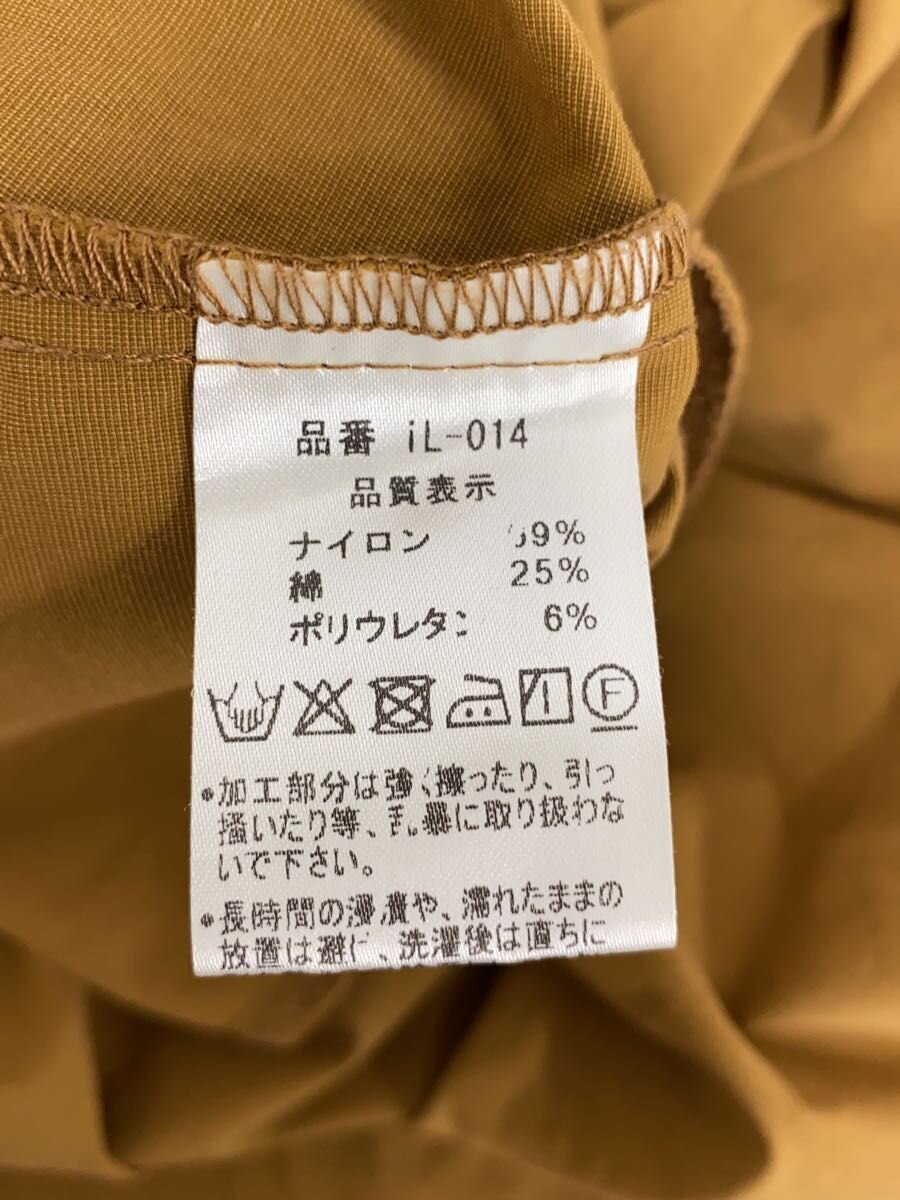 品番 iL-014
品質表示
ナイロン 69%
綿 25%
ポリウレタン 6%
F
•加工部分は強く擦ったり、引っ
掻いたり等、乱暴に取り扱わな
いで下さい。
•長時間の浸漬や、濡れたままの
放置は避け、洗濯後は直ちに